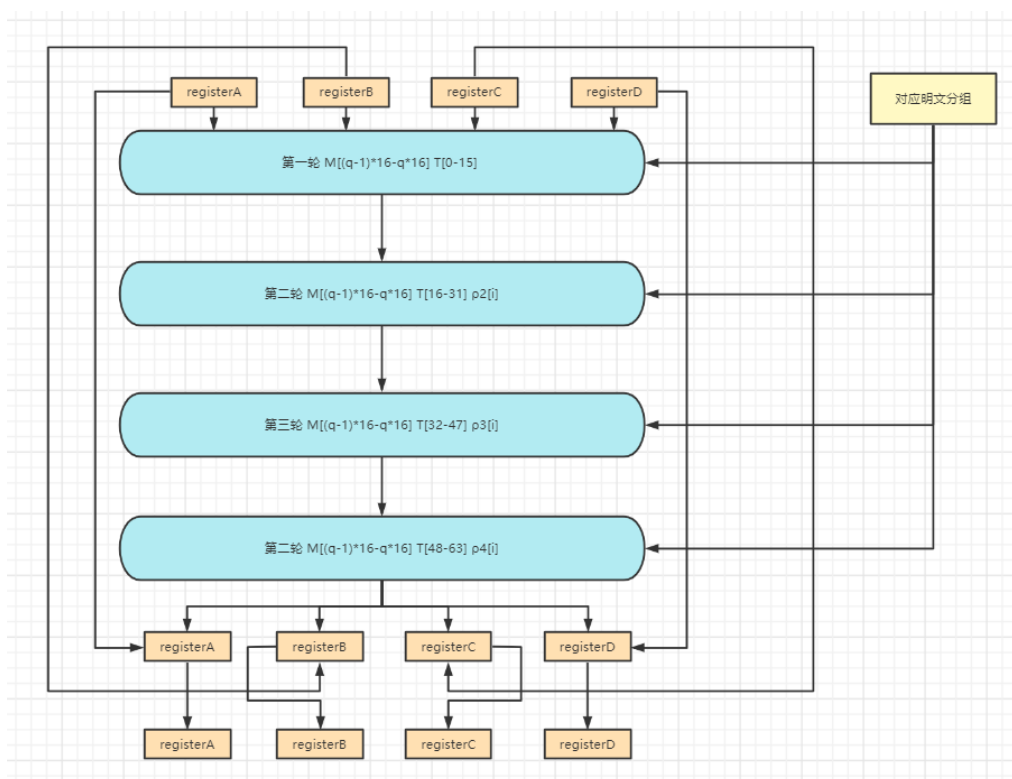 registerA
registerB
registerC
registerD
对应明文分组
第一轮 M[(q-1)*16-q*16] T[0-15]
第二轮 M[(q-1)*16-q*16] T[16-31] ρ2[i]
第三轮 M[(q-1)*16-q*16] T[32-47] ρ3[i]
第二轮 M[(q-1)*16-q*16] T[48-63] ρ4[i]
registerA
registerB
registerC
registerD
registerA
registerB
registerC
registerD